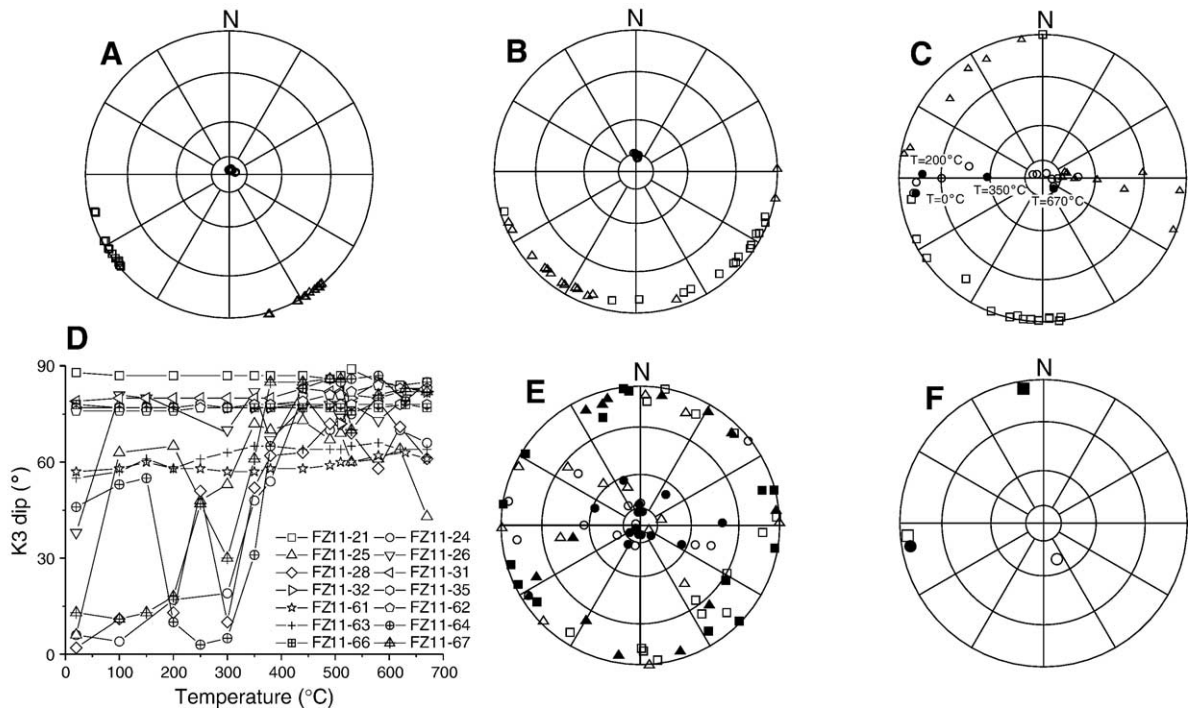 N
A
N
B
N
C
T=200°C
T=0°C
T=350°C
T=670°C
D
K3 dip (°)
90
60
30
0
FZ11-21 FZ11-24
FZ11-25 FZ11-26
FZ11-28 FZ11-31
FZ11-32 FZ11-35
FZ11-61 FZ11-62
FZ11-63 FZ11-64
FZ11-66 FZ11-67
0 100 200 300 400 500 600 700
Temperature (°C)
N
E
N
F